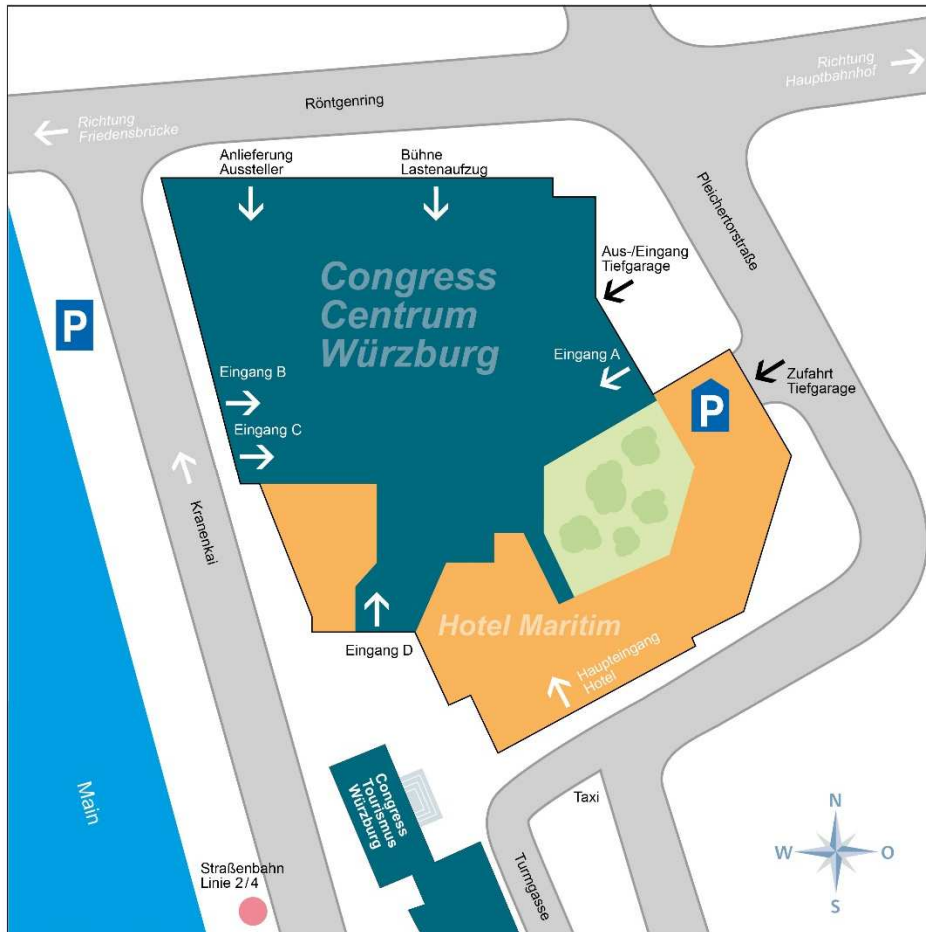 Richtung
Hauptbahnhof
Röntgenring
Richtung
Friedensbrücke
Anlieferung
Aussteller
Bühne
Lastenaufzug
Pleichertorstraße
Aus-/Eingang
Tiefgarage
Congress
Centrum
Würzburg
P
Eingang A
Zufahrt
Tiefgarage
Eingang B
P
Eingang C
Kranenkai
Hotel Maritim
Eingang D
Haupteingang
Hotel
Main
Congress
Tourismus
Würzburg
Taxi
Turmgasse
Straßenbahn
Linie 2/4
N
W
O
S